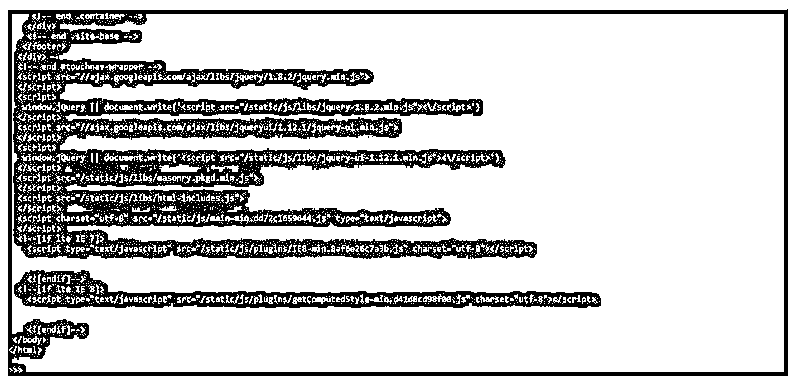 <!-- end .container -->
</div>
<!-- end .site-base -->
</footer>
</div>
<!-- end #touchnav-wrapper -->
<script src="//ajax.googleapis.com/ajax/libs/jquery/1.8.2/jquery.min.js">
</script>
<script>
window.jQuery || document.write('<script src="/static/js/libs/jquery-1.8.2.min.js"><\/script>')
</script>
<script src="//ajax.googleapis.com/ajax/libs/jqueryui/1.12.1/jquery-ui.min.js">
</script>
<script>
window.jQuery || document.write('<script src="/static/js/libs/jquery-ui-1.12.1.min.js"><\/script>')
</script>
<script src="/static/js/libs/masonry.pkgd.min.js">
</script>
<script src="/static/js/libs/html-includes.js">
</script>
<script charset="utf-8" src="/static/js/main-min.dd72c1659644.js" type="text/javascript">
</script>
<!--[if lte IE 7]>
<script type="text/javascript" src="/static/js/plugins/ charset="utf-8"></script>
<![endif]-->
<!--[if lte IE 8]>
<script type="text/javascript" src="/static/js/plugins/getComputedStyle-min.d41d8cd98f00.js" charset="utf-8"></script>
<![endif]-->
</body>
</html>
>>>